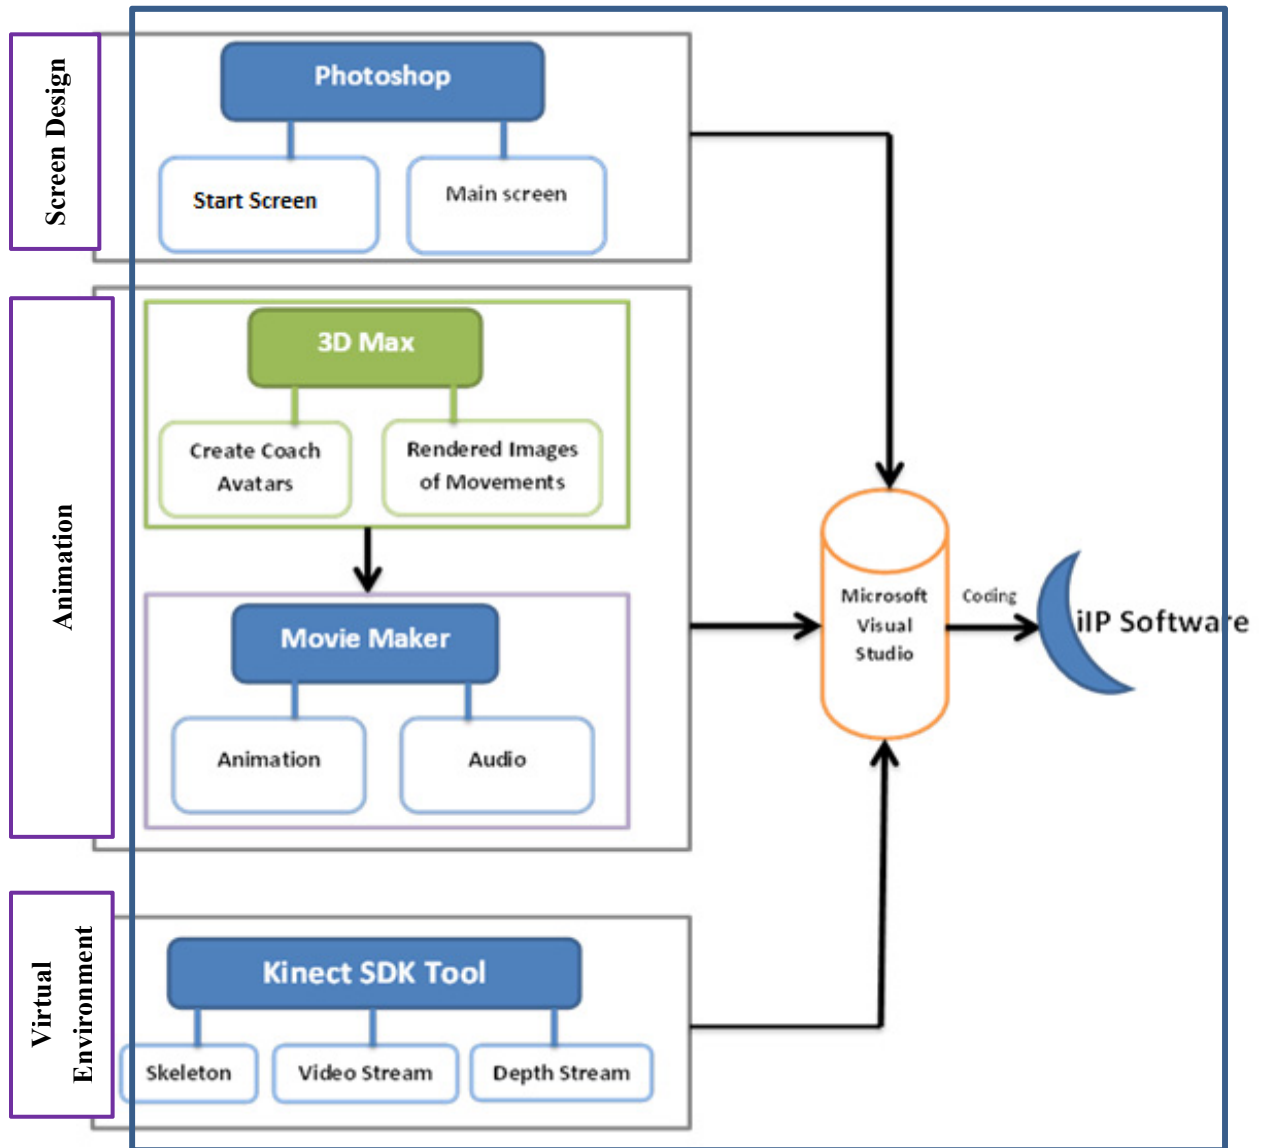 Screen Design
Photoshop
Start Screen
Main screen
Animation
3D Max
Create Coach
Avatars
Rendered Images
of Movements
Movie Maker
Animation
Audio
Virtual
Environment
Kinect SDK Tool
Skeleton
Video Stream
Depth Stream
Microsoft
Visual
Studio
Coding
iIP Software